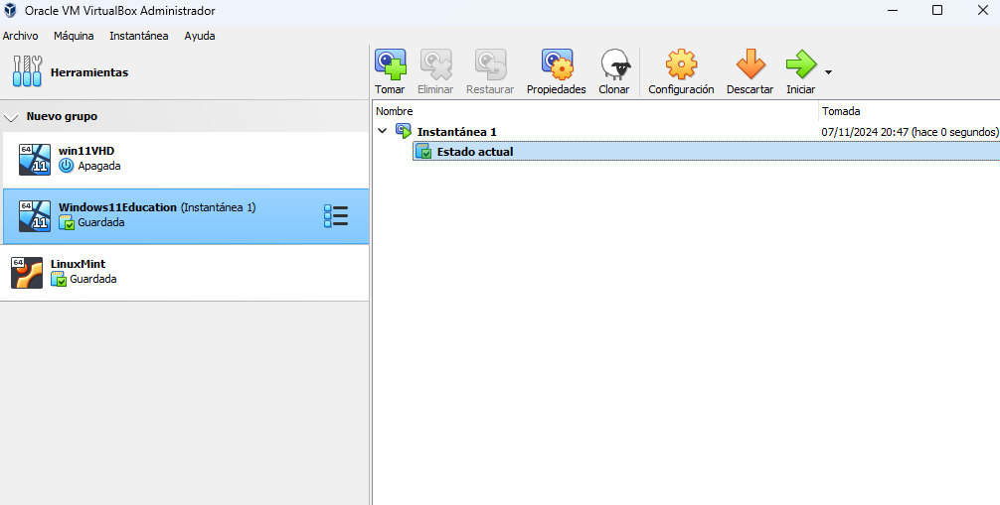 Oracle VM VirtualBox Administrador
Archivo Máquina Instantánea Ayuda
Herramientas
Tomar Eliminar Restaurar Propiedades Clonar Configuración Descartar Iniciar
Nuevo grupo
64 11 win11VHD
Apagada
64 11 Windows11Education (Instantánea 1)
Guardada
64 LinuxMint
Guardada
Nombre Tomada
Instantánea 1 07/11/2024 20:47 (hace 0 segundos)
Estado actual